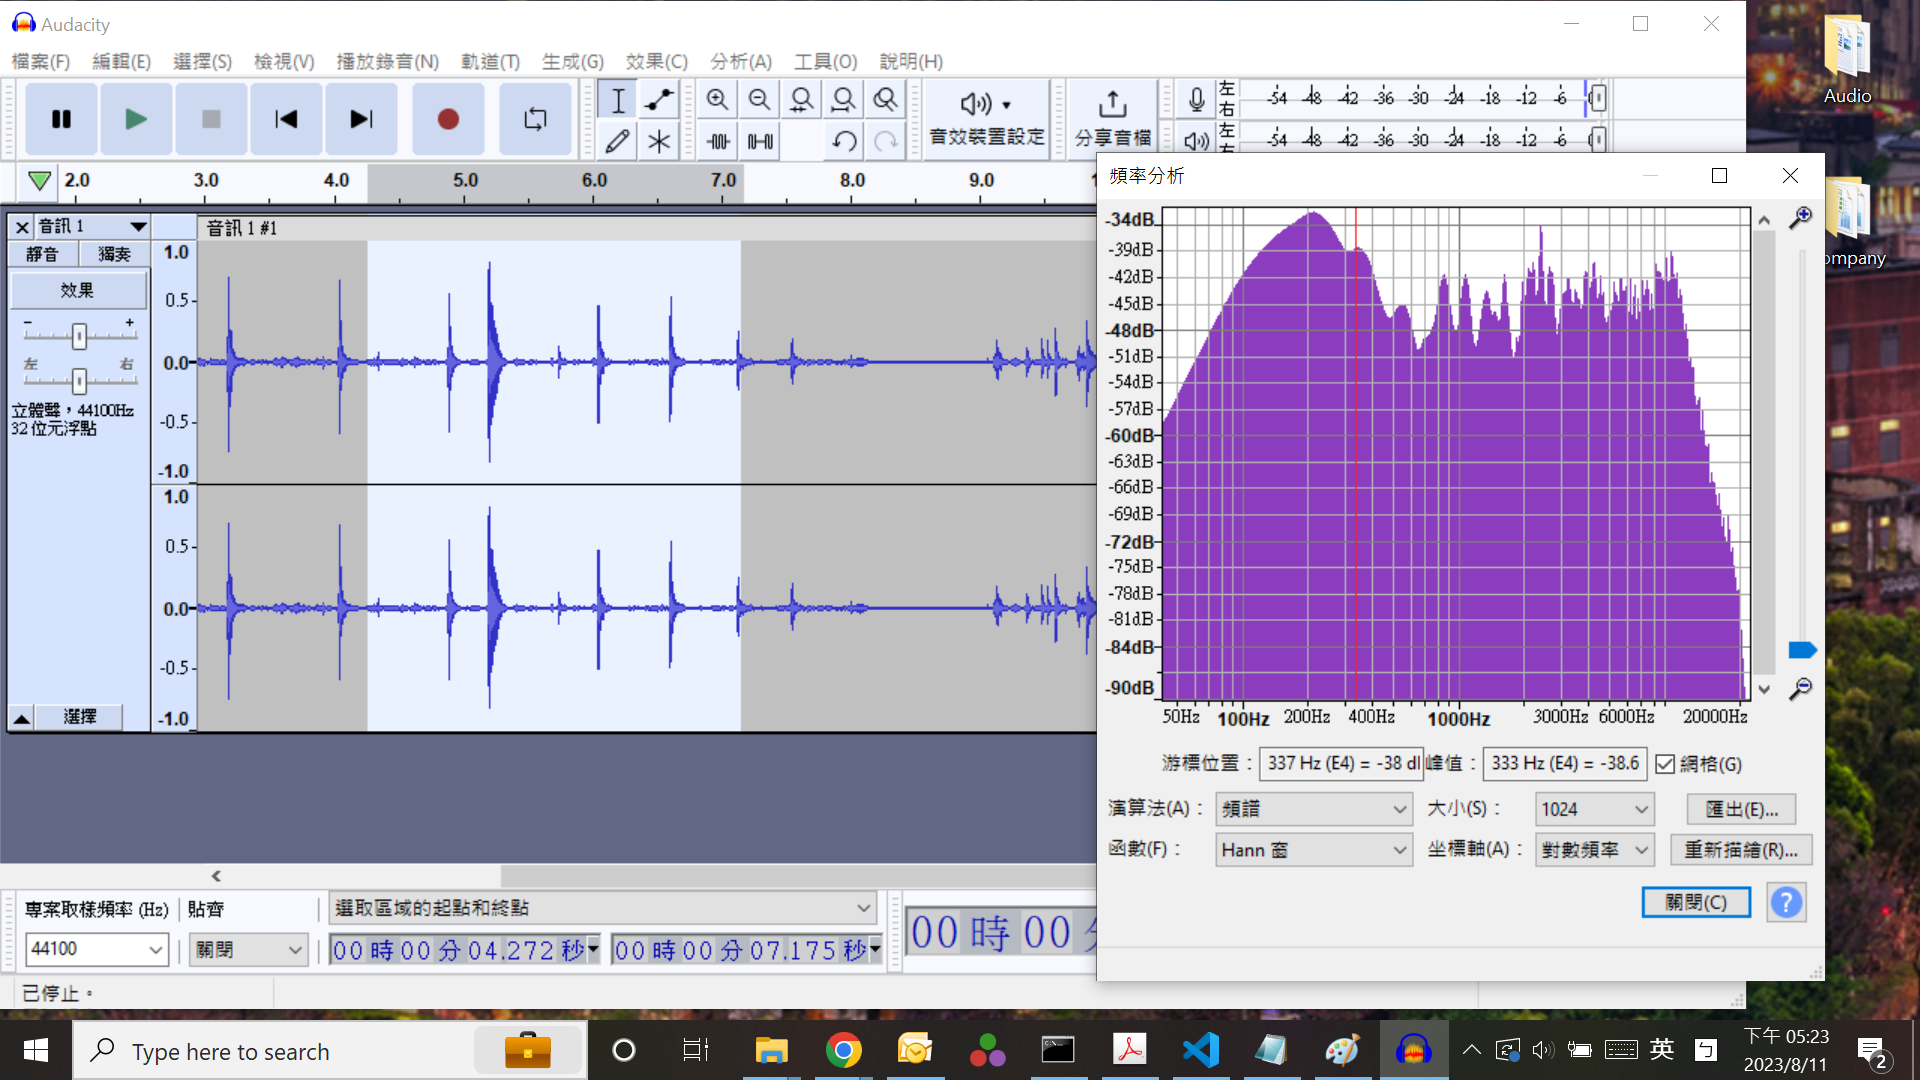 Audacity
檔案(F) 編輯(E) 選擇(S) 檢視(V) 播放錄音(N) 軌道(T) 生成(G) 效果(C) 分析(A) 工具(O) 說明(H)
音效裝置設定
分享音檔
左
右
-54 -48 -42 -36 -30 -24 -18 -12 -6
左
-54 -48 -42 -36 -30 -24 -18 -12 -6
2.0 3.0 4.0 5.0 6.0 7.0 8.0 9.0
音訊 1
音訊 1 #1
靜音 獨奏
效果
- +
左 右
立體聲，44100Hz
32 位元浮點
選擇
1.0
0.5
0.0
-0.5
-1.0
1.0
0.5
0.0
-0.5
-1.0
專案取樣頻率 (Hz)
貼齊
選取區域的起點和終點
44100
關閉
00 時 00 分 04.272 秒
00 時 00 分 07.175 秒
00 時 00
已停止。
頻率分析
-34dB
-39dB
-42dB
-45dB
-48dB
-51dB
-54dB
-57dB
-60dB
-63dB
-66dB
-69dB
-72dB
-75dB
-78dB
-81dB
-84dB
-90dB
50Hz 100Hz 200Hz 400Hz 1000Hz 3000Hz 6000Hz 20000Hz
游標位置： 337 Hz (E4) = -38 峰值： 333 Hz (E4) = -38.6 網格(G)
演算法(A)： 頻譜 大小(S)： 1024 匯出(E)...
函數(F)： Hann 窗 坐標軸(A)： 對數頻率 重新描繪(R)...
關閉(C)
?
Audio
ompany
Type here to search
英
下午 05:23
2023/8/11
2